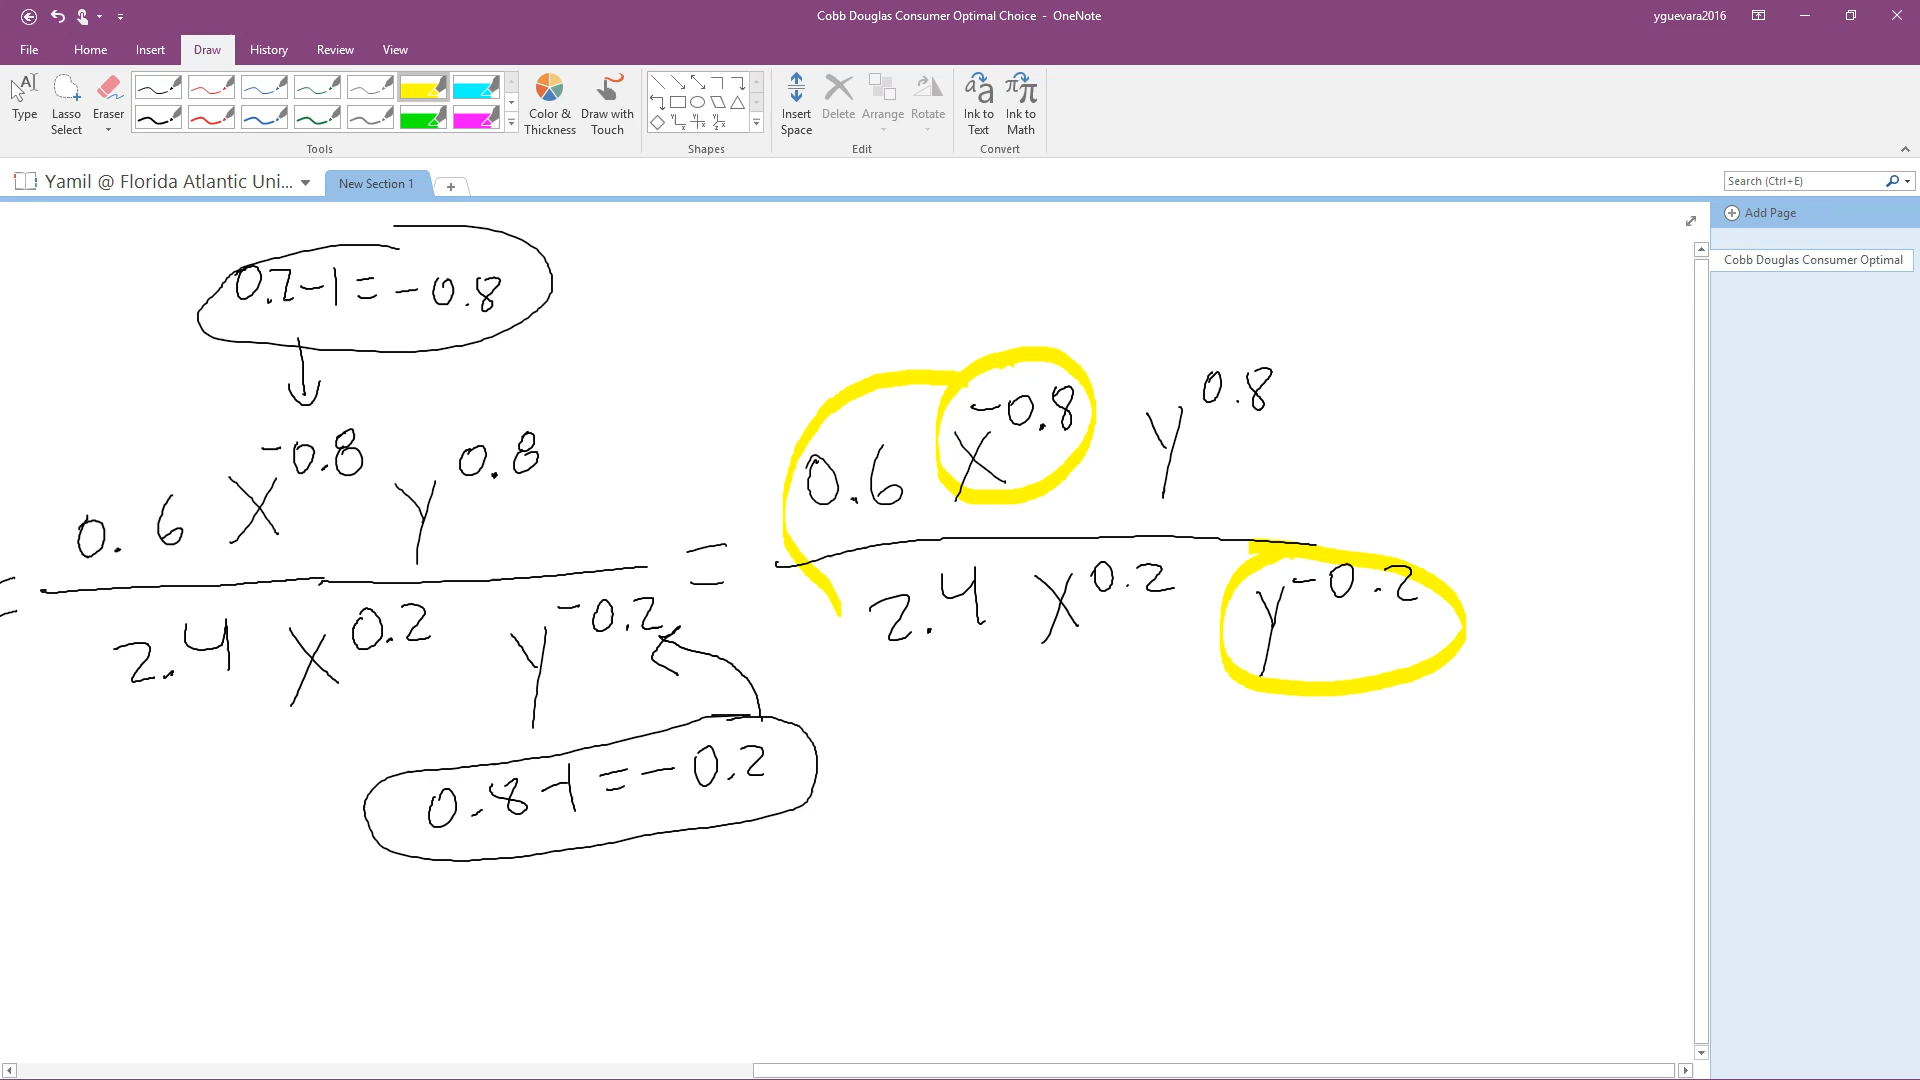 Cobb Douglas Consumer Optimal Choice - OneNote
yguevara2016
File Home Insert Draw History Review View
Type
Lasso Select
Eraser
Color & Thickness
Draw with Touch
Insert Space
Delete
Arrange
Rotate
Ink to Text
Ink to Math
Tools
Shapes
Edit
Convert
Yamil @ Florida Atlantic Uni...
New Section 1
Search (Ctrl+E)
Add Page
Cobb Douglas Consumer Optimal
0.2-1=-0.8
= 0.6 X^-0.8 Y^0.8 / 2.4 X^0.2 Y^-0.2 = 0.6 X^-0.8 Y^0.8 / 2.4 X^0.2 Y^-0.2
0.8-1=-0.2